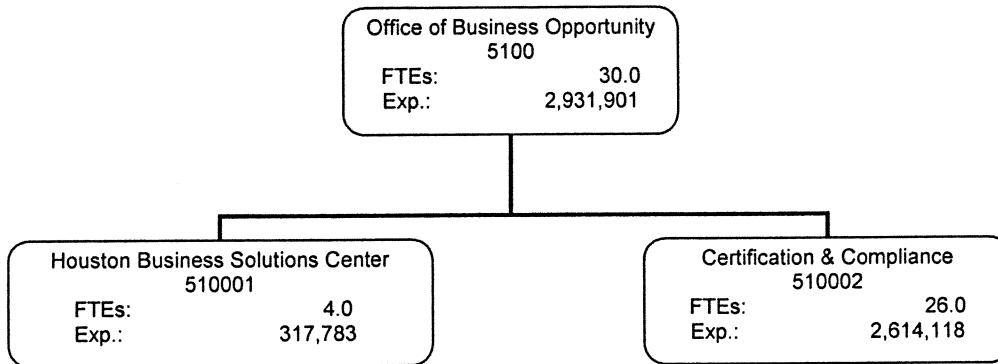 Office of Business Opportunity
5100
FTEs: 30.0
Exp.: 2,931,901
Houston Business Solutions Center
510001
FTEs: 4.0
Exp.: 317,783
Certification & Compliance
510002
FTEs: 26.0
Exp.: 2,614,118